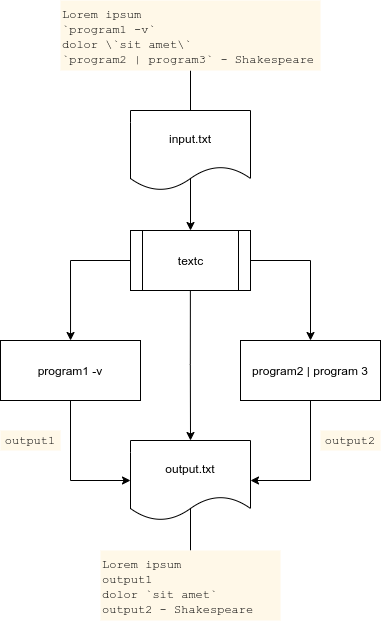 Lorem ipsum
`program1 -v`
dolor \`sit amet\`
`program2 | program3` - Shakespeare
input.txt
textc
program1 -v
program2 | program 3
output1
output2
output.txt
Lorem ipsum
output1
dolor `sit amet`
output2 - Shakespeare